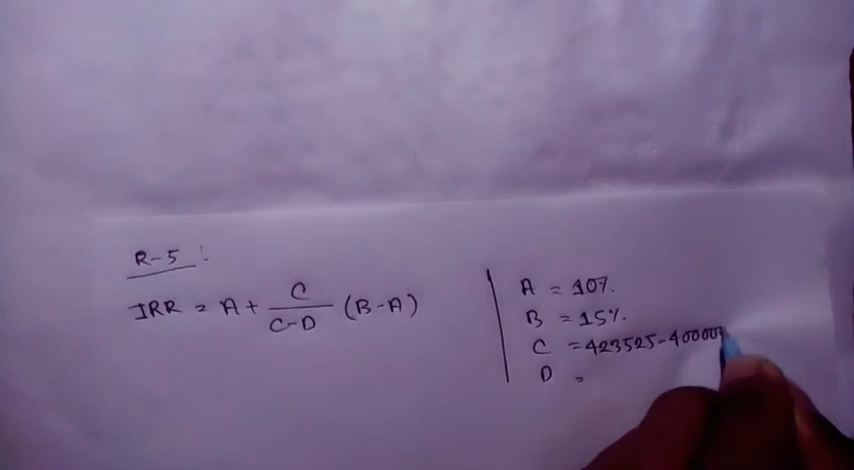 R-5 :
IRR = A + C / C-D (B-A)
A = 10%.
B = 15%.
C = 423525-400000
D =